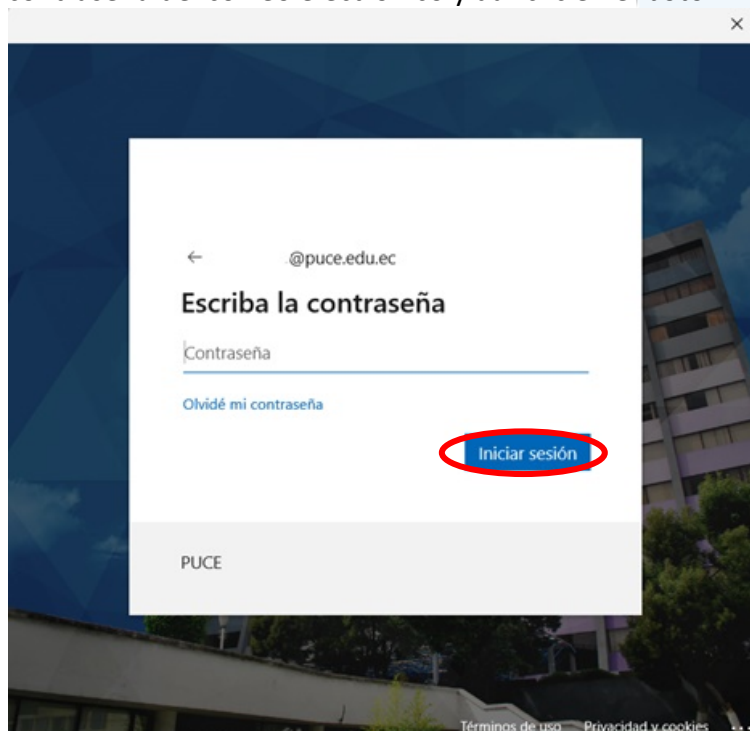 ←
@puce.edu.ec
Escriba la contraseña
Contraseña
Olvidé mi contraseña
Iniciar sesión
PUCE
Términos de uso Privacidad y cookies ...